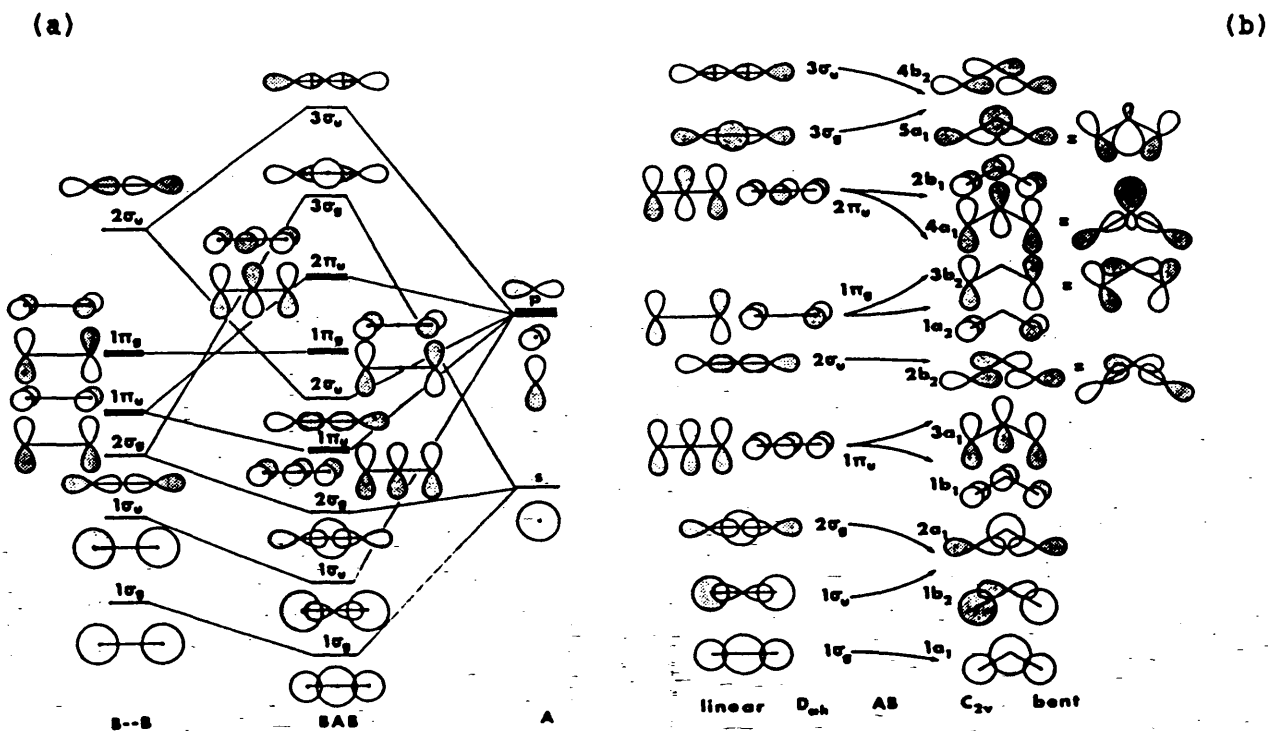 (a)
(b)
3σᵤ
2σᵤ
3σg
2πᵤ
1πg
1πg
2σᵤ
1πᵤ
1πᵤ
2σg
2σg
1σᵤ
1σᵤ
1σg
1σg
p
s
B--B
BAB
A
3σᵤ
4b₂
3σg
5a₁
=
2πᵤ
2b₁
4a₁
=
1πg
3b₂
=
1a₂
2σᵤ
2b₂
=
1πᵤ
3a₁
1b₁
2σg
2a₁
1σᵤ
1b₂
1σg
1a₁
linear
D∞h
AB
C₂ᵥ
bent